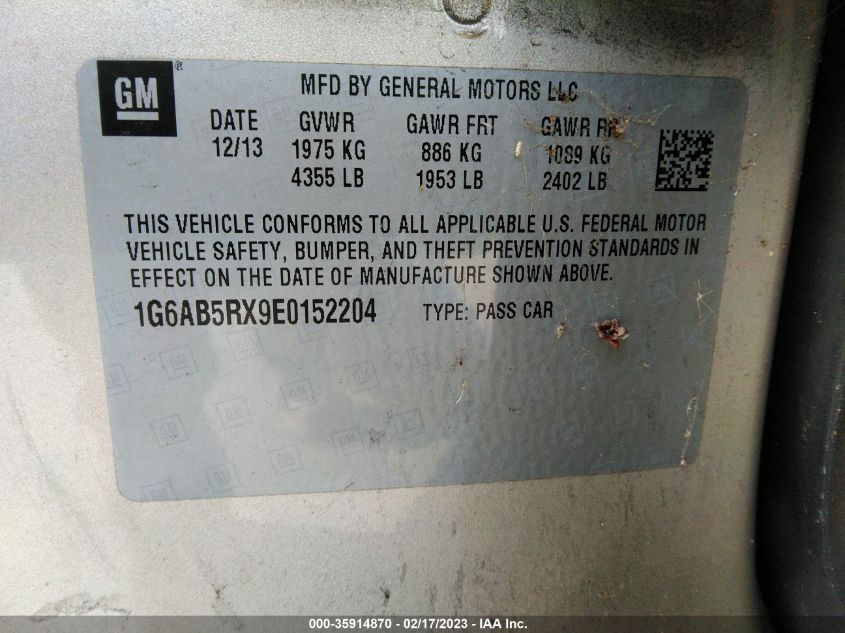 GM
MFD BY GENERAL MOTORS LLC
DATE GVWR GAWR FRT GAWR RR
12/13 1975 KG 886 KG 1089 KG
4355 LB 1953 LB 2402 LB
THIS VEHICLE CONFORMS TO ALL APPLICABLE U.S. FEDERAL MOTOR
VEHICLE SAFETY, BUMPER, AND THEFT PREVENTION STANDARDS IN
EFFECT ON THE DATE OF MANUFACTURE SHOWN ABOVE.
1G6AB5RX9E0152204 TYPE: PASS CAR
000-35914870 - 02/17/2023 - IAA Inc.